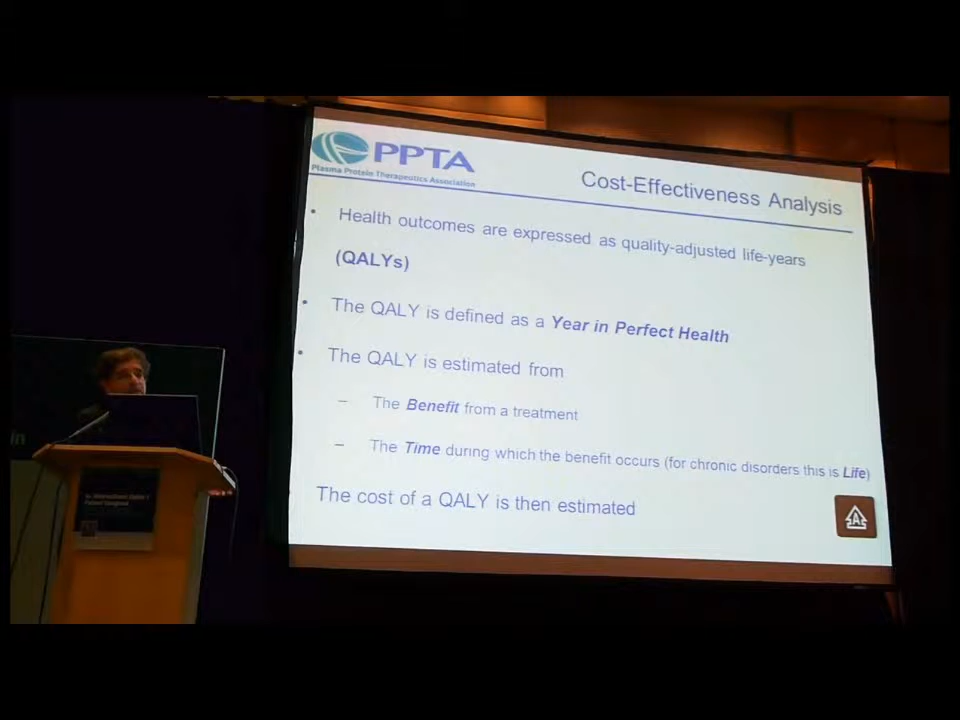 PPTA
Plasma Protein Therapeutics Association
Cost-Effectiveness Analysis
• Health outcomes are expressed as quality-adjusted life-years
(QALYs)
• The QALY is defined as a Year in Perfect Health
• The QALY is estimated from
– The Benefit from a treatment
– The Time during which the benefit occurs (for chronic disorders this is Life)
The cost of a QALY is then estimated
A
in